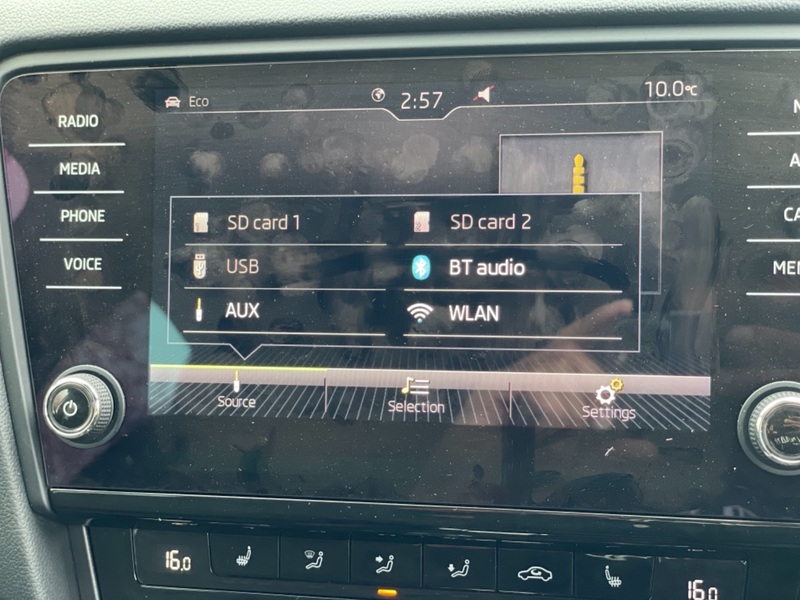 Eco 2:57 10.0°C
RADIO
MEDIA
PHONE
VOICE
SD card 1 SD card 2
USB BT audio
AUX WLAN
Source Selection Settings
16.0 16.0